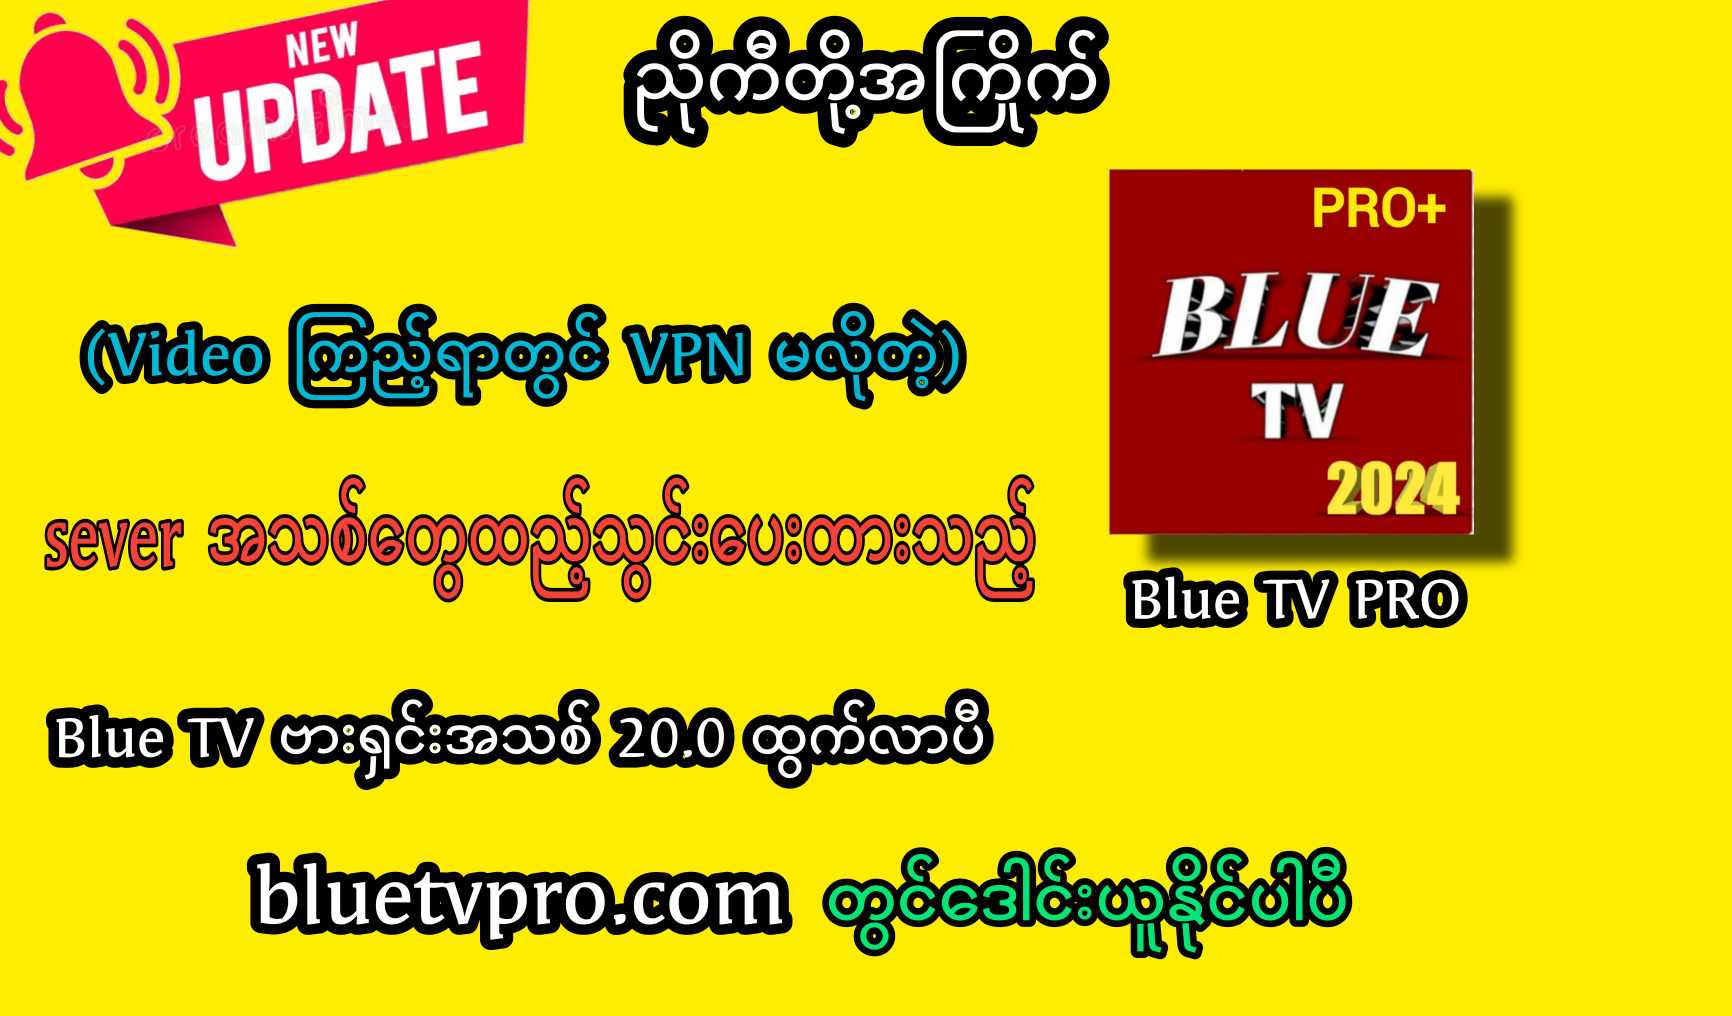 NEW
UPDATE
ညိုကီတို့အကြိုက်
PRO+
BLUE
TV
2024
Blue TV PRO
(Video ကြည့်ရာတွင် VPN မလိုတဲ့)
sever အသစ်တွေထည့်သွင်းပေးထားသည့်
Blue TV ဗားရှင်းအသစ် 20.0 ထွက်လာပီ
bluetvpro.com တွင်ဒေါင်းယူနိုင်ပါပီ